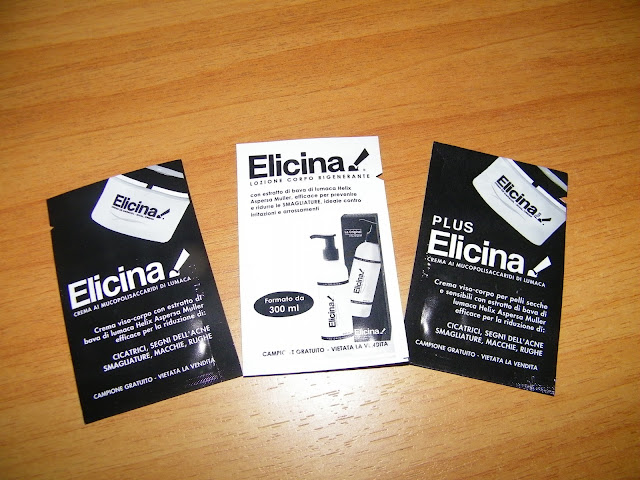 Elicina
Elicina!
CREMA AI MUCOPOLISACCARIDI DI LUMACA
Crema viso-corpo con estratto di
bava di lumaca Helix Aspersa Muller
efficace per la riduzione di:
CICATRICI, SEGNI DELL'ACNE
SMAGLIATURE, MACCHIE, RUGHE
CAMPIONE GRATUITO - VIETATA LA VENDITA
Elicina!
LOZIONE CORPO RIGENERANTE
con estratto di bava di lumaca Helix
Aspersa Muller, efficace per prevenire
e ridurre le SMAGLIATURE, ideale contro
irritazioni e arrossamenti
La Original
Elicina!
Elicina!
Formato da
300 ml
Elicina!
CAMPIONE GRATUITO - VIETATA LA VENDITA
Elicina
PLUS
Elicina!
CREMA AI MUCOPOLISACCARIDI DI LUMACA
Crema viso-corpo per pelli secche
e sensibili con estratto di bava di
lumaca Helix Aspersa Muller
efficace per la riduzione di:
CICATRICI, SEGNI DELL'ACNE
SMAGLIATURE, MACCHIE, RUGHE
CAMPIONE GRATUITO - VIETATA LA VENDITA